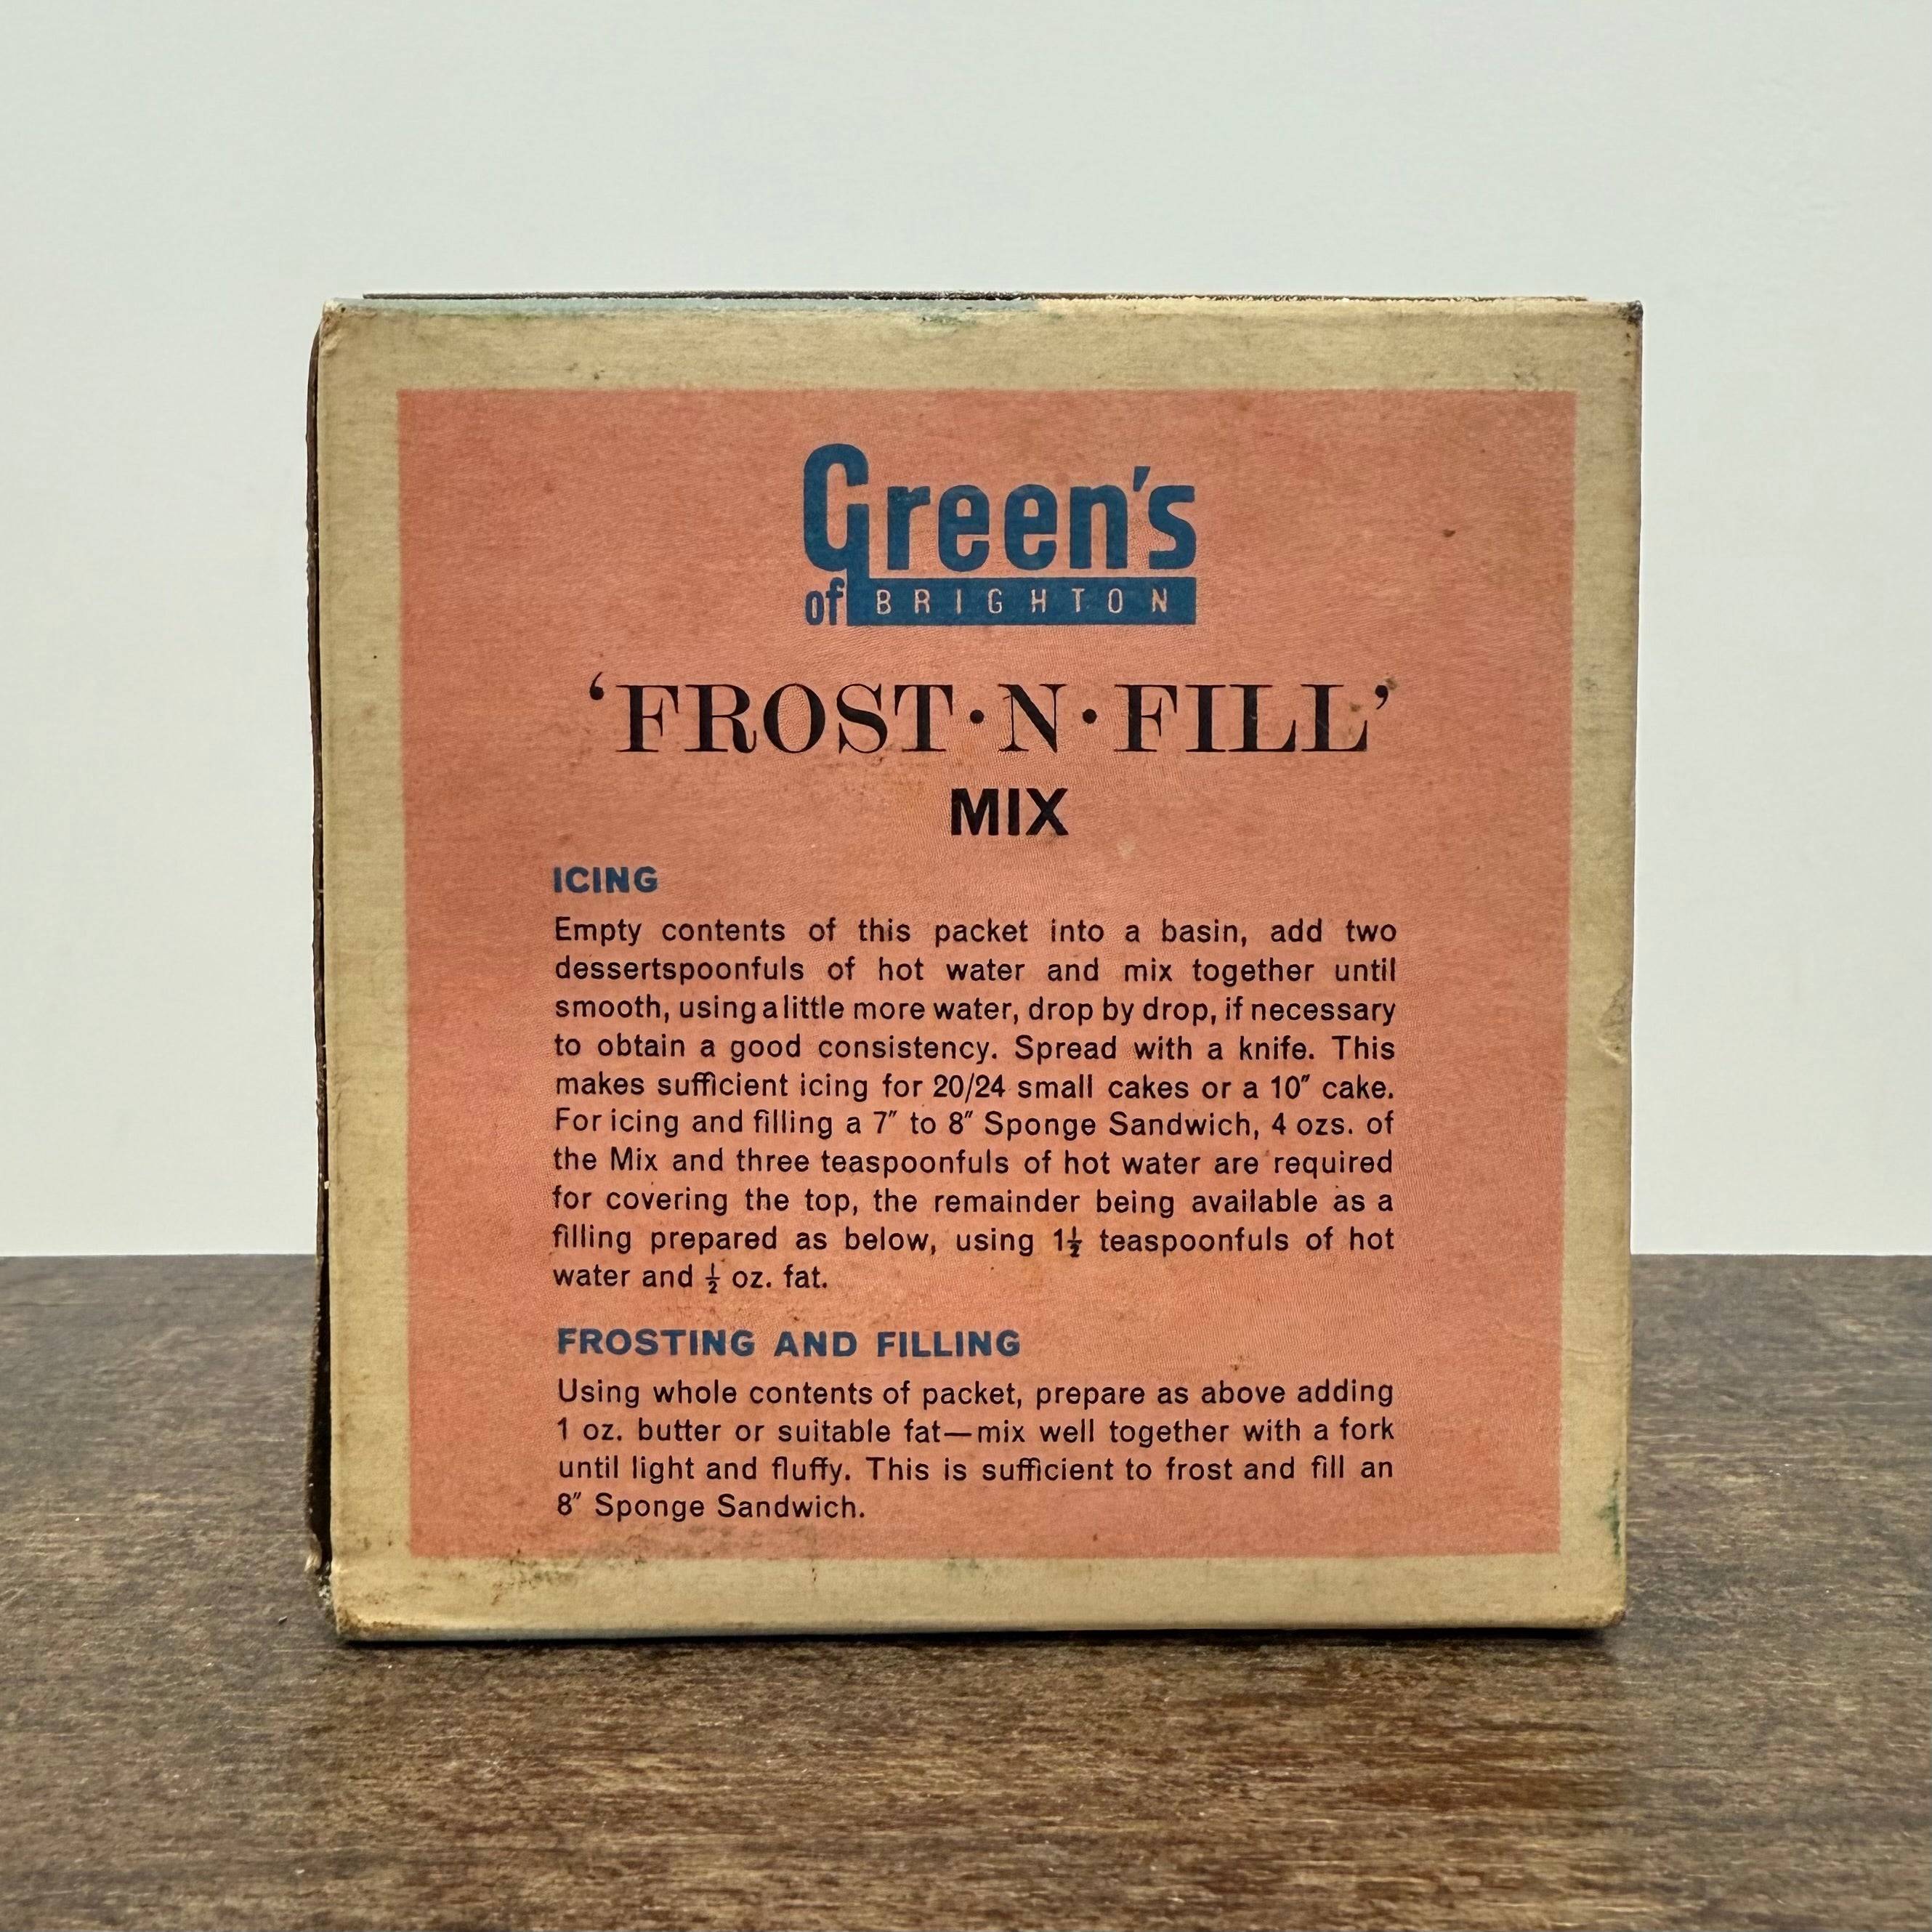 Green's
of BRIGHTON
‘FROST·N·FILL’
MIX
ICING
Empty contents of this packet into a basin, add two
dessertspoonfuls of hot water and mix together until
smooth, using a little more water, drop by drop, if necessary
to obtain a good consistency. Spread with a knife. This
makes sufficient icing for 20/24 small cakes or a 10″ cake.
For icing and filling a 7″ to 8″ Sponge Sandwich, 4 ozs. of
the Mix and three teaspoonfuls of hot water are required
for covering the top, the remainder being available as a
filling prepared as below, using 1½ teaspoonfuls of hot
water and ½ oz. fat.
FROSTING AND FILLING
Using whole contents of packet, prepare as above adding
1 oz. butter or suitable fat—mix well together with a fork
until light and fluffy. This is sufficient to frost and fill an
8″ Sponge Sandwich.